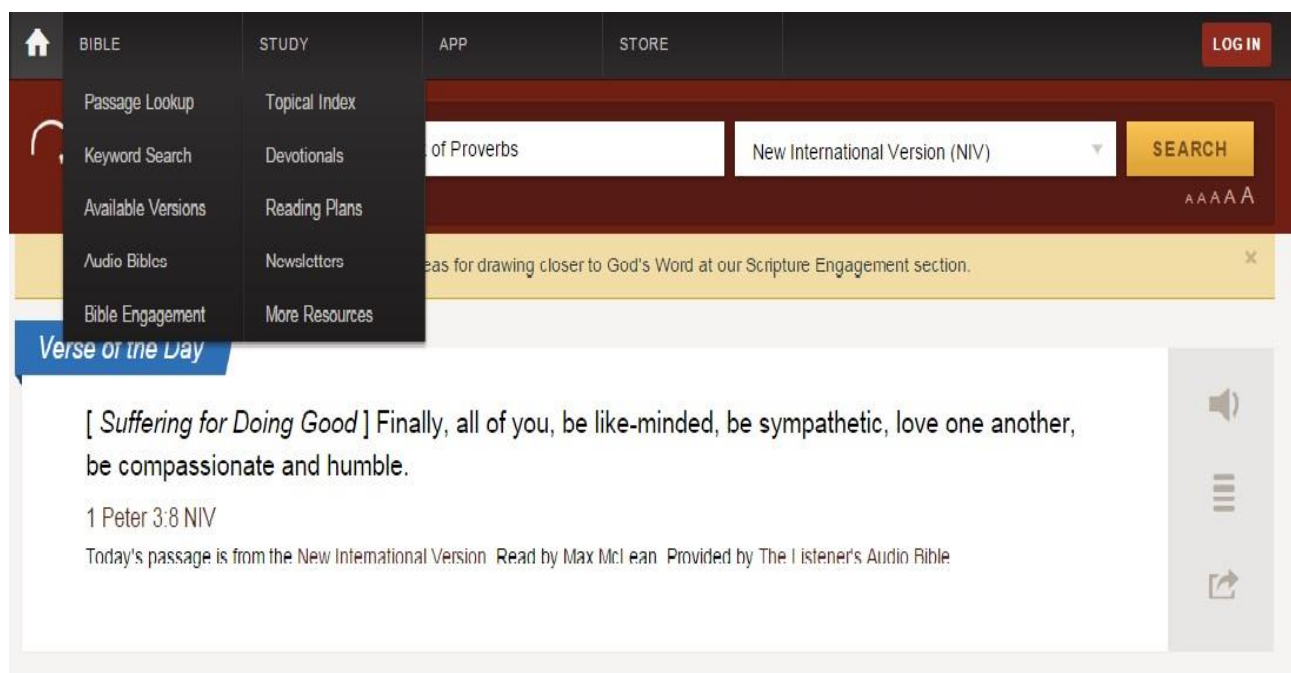 BIBLE STUDY APP STORE LOG IN
Passage Lookup Topical Index
of Proverbs New International Version (NIV) SEARCH
Keyword Search Devotionals
Available Versions Reading Plans A A A A A
Audio Bibles Newsletters
eas for drawing closer to God's Word at our Scripture Engagement section. ×
Bible Engagement More Resources
Verse of the Day
[ Suffering for Doing Good ] Finally, all of you, be like-minded, be sympathetic, love one another,
be compassionate and humble.
1 Peter 3:8 NIV
Today's passage is from the New International Version Read by Max McLean Provided by The Listener's Audio Bible